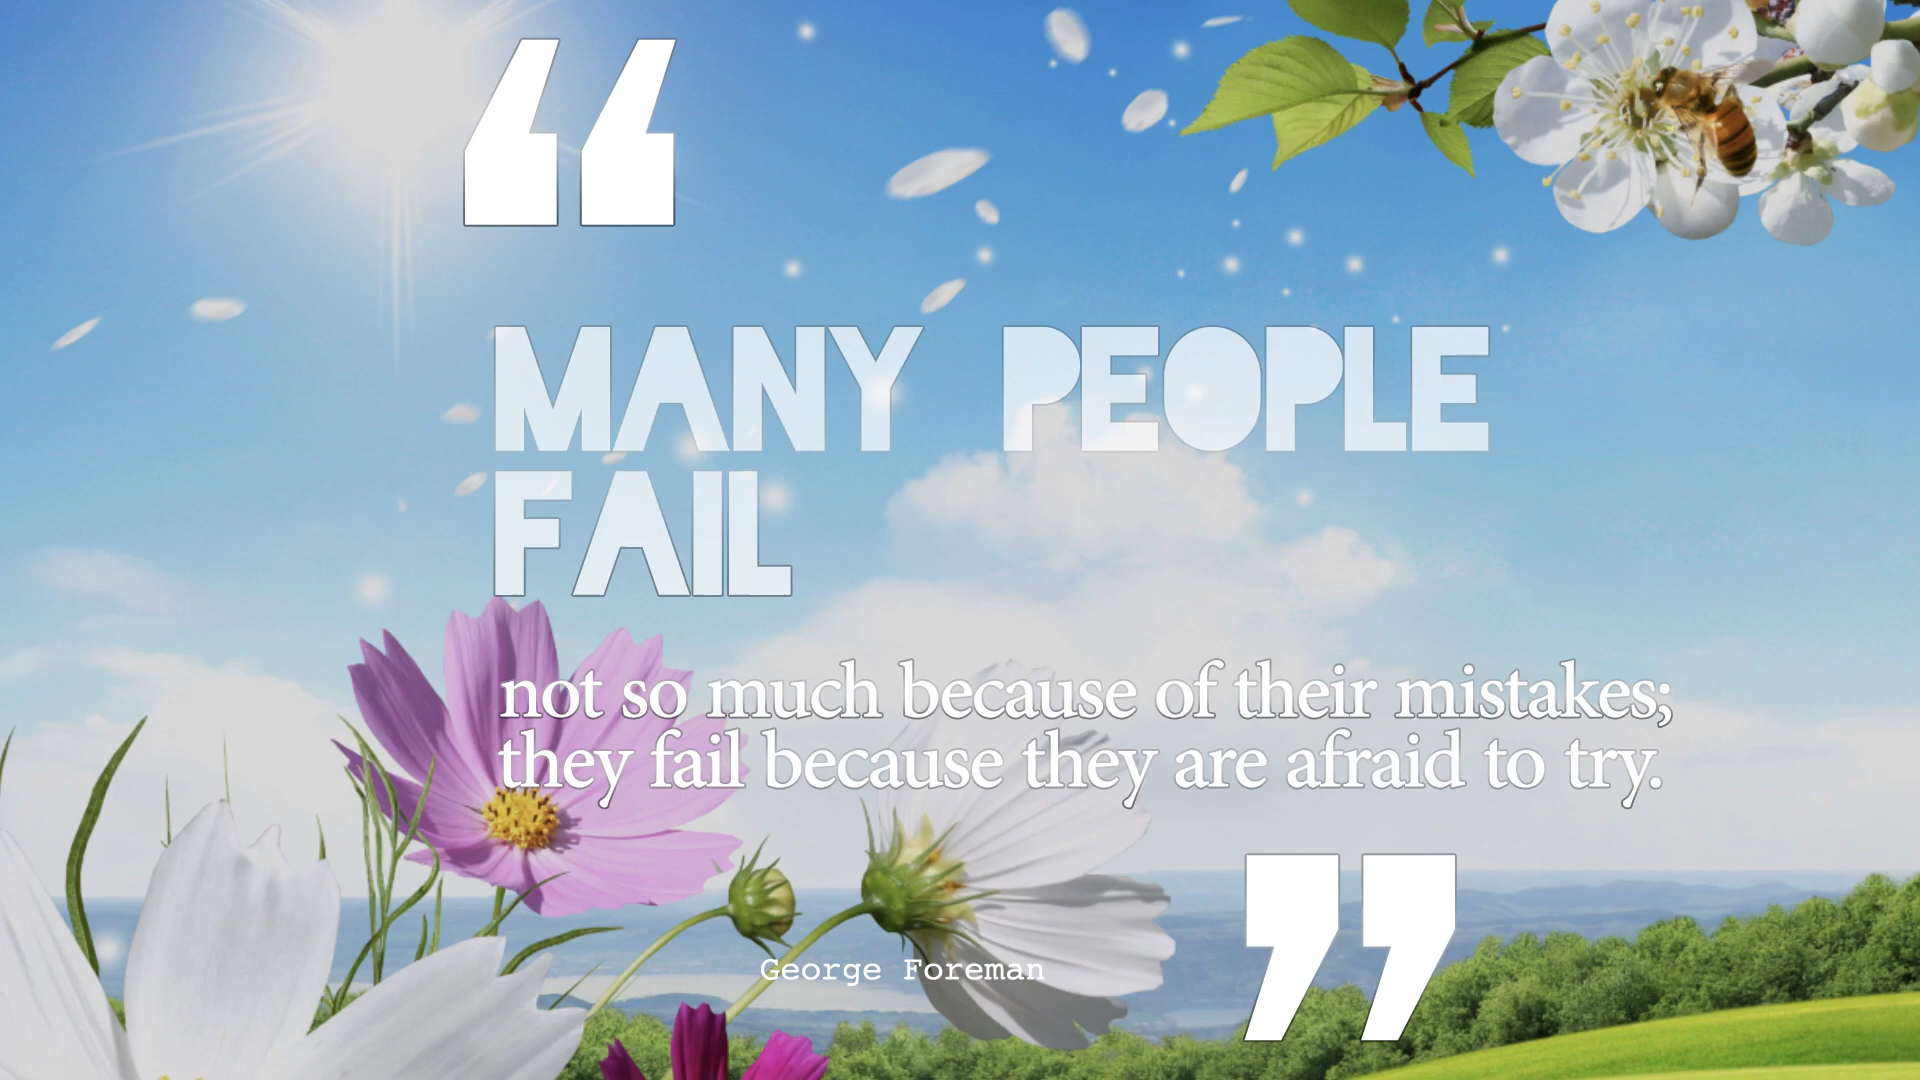 “
MANY PEOPLE
FAIL
not so much because of their mistakes;
they fail because they are afraid to try.
”
George Foreman